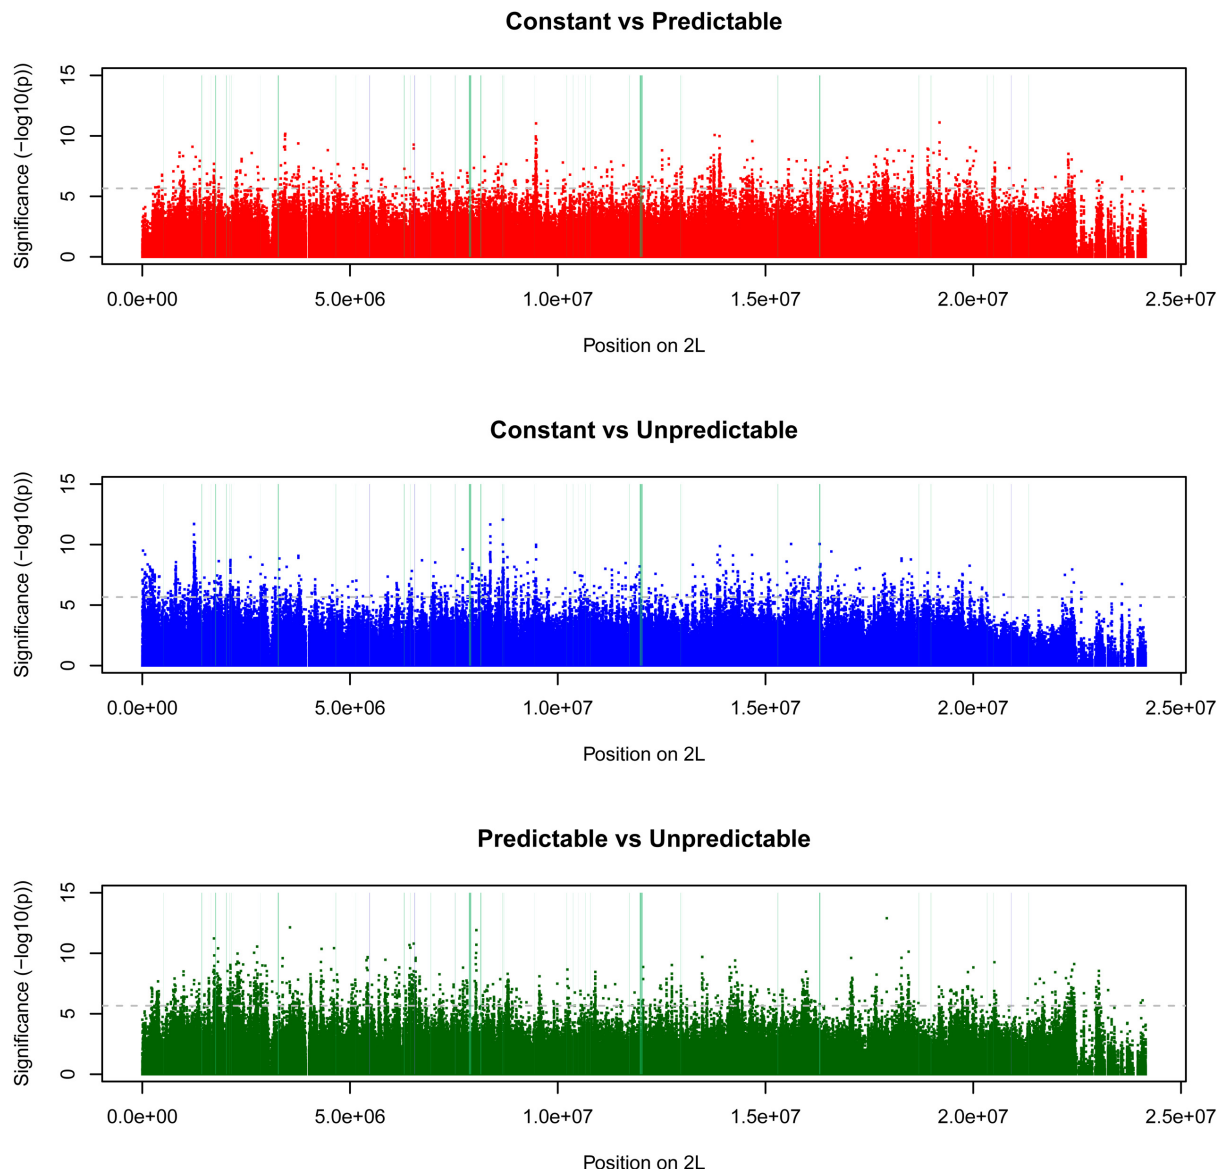 Constant vs Predictable
Significance (−log10(p))
15
10
5
0
0.0e+00 5.0e+06 1.0e+07 1.5e+07 2.0e+07 2.5e+07
Position on 2L
Constant vs Unpredictable
Significance (−log10(p))
15
10
5
0
0.0e+00 5.0e+06 1.0e+07 1.5e+07 2.0e+07 2.5e+07
Position on 2L
Predictable vs Unpredictable
Significance (−log10(p))
15
10
5
0
0.0e+00 5.0e+06 1.0e+07 1.5e+07 2.0e+07 2.5e+07
Position on 2L